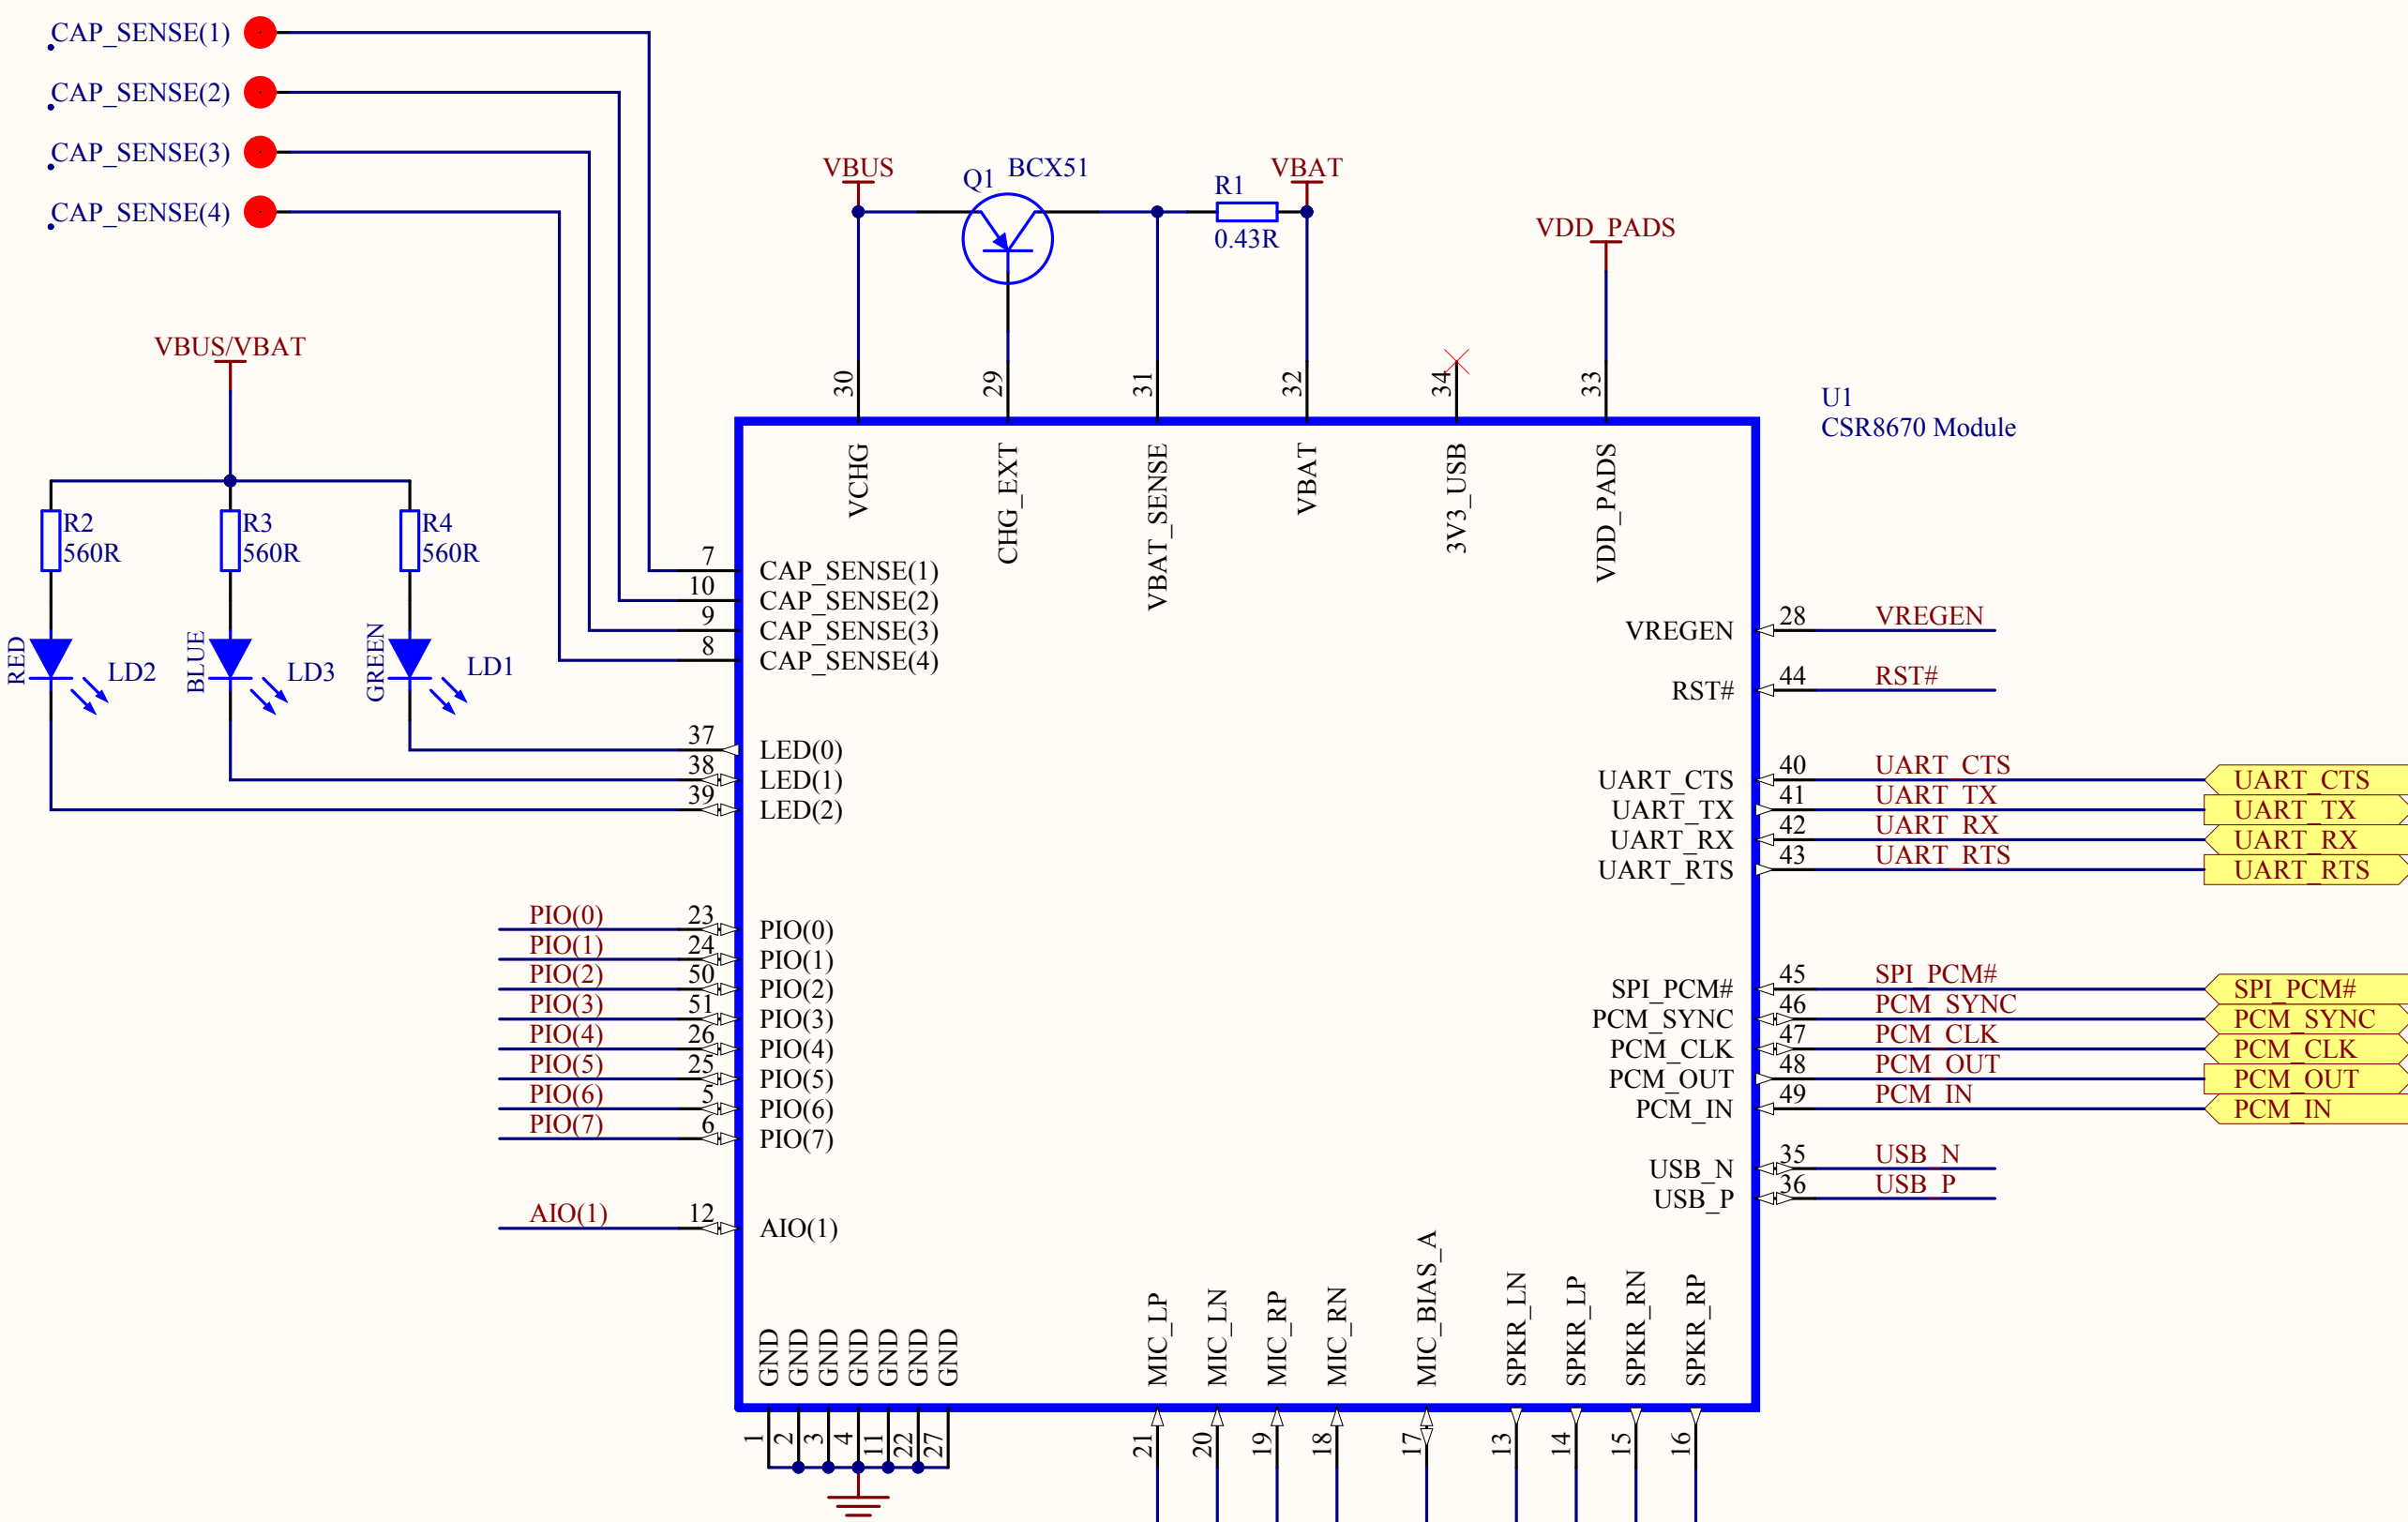 CAP_SENSE(1)
CAP_SENSE(2)
CAP_SENSE(3)
CAP_SENSE(4)
VBUS
Q1
BCX51
R1
0.43R
VBAT
VDD_PADS
VBUS/VBAT
R2
560R
R3
560R
R4
560R
RED
LD2
BLUE
LD3
GREEN
LD1
U1
CSR8670 Module
30
VCHG
29
CHG_EXT
31
VBAT_SENSE
32
VBAT
34
3V3_USB
33
VDD_PADS
7 CAP_SENSE(1)
10 CAP_SENSE(2)
9 CAP_SENSE(3)
8 CAP_SENSE(4)
37 LED(0)
38 LED(1)
39 LED(2)
PIO(0) 23 PIO(0)
PIO(1) 24 PIO(1)
PIO(2) 50 PIO(2)
PIO(3) 51 PIO(3)
PIO(4) 26 PIO(4)
PIO(5) 25 PIO(5)
PIO(6) 5 PIO(6)
PIO(7) 6 PIO(7)
AIO(1) 12 AIO(1)
VREGEN 28 VREGEN
RST# 44 RST#
UART_CTS 40 UART_CTS UART_CTS
UART_TX 41 UART_TX UART_TX
UART_RX 42 UART_RX UART_RX
UART_RTS 43 UART_RTS UART_RTS
SPI_PCM# 45 SPI_PCM# SPI_PCM#
PCM_SYNC 46 PCM_SYNC PCM_SYNC
PCM_CLK 47 PCM_CLK PCM_CLK
PCM_OUT 48 PCM_OUT PCM_OUT
PCM_IN 49 PCM_IN PCM_IN
USB_N 35 USB_N
USB_P 36 USB_P
GND
1
GND
2
GND
3
GND
4
GND
11
GND
22
GND
27
MIC_LP
21
MIC_LN
20
MIC_RP
19
MIC_RN
18
MIC_BIAS_A
17
SPKR_LN
13
SPKR_LP
14
SPKR_RN
15
SPKR_RP
16